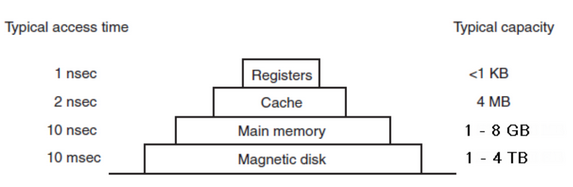 Typical access time Typical capacity
1 nsec Registers <1 KB
2 nsec Cache 4 MB
10 nsec Main memory 1 - 8 GB
10 msec Magnetic disk 1 - 4 TB